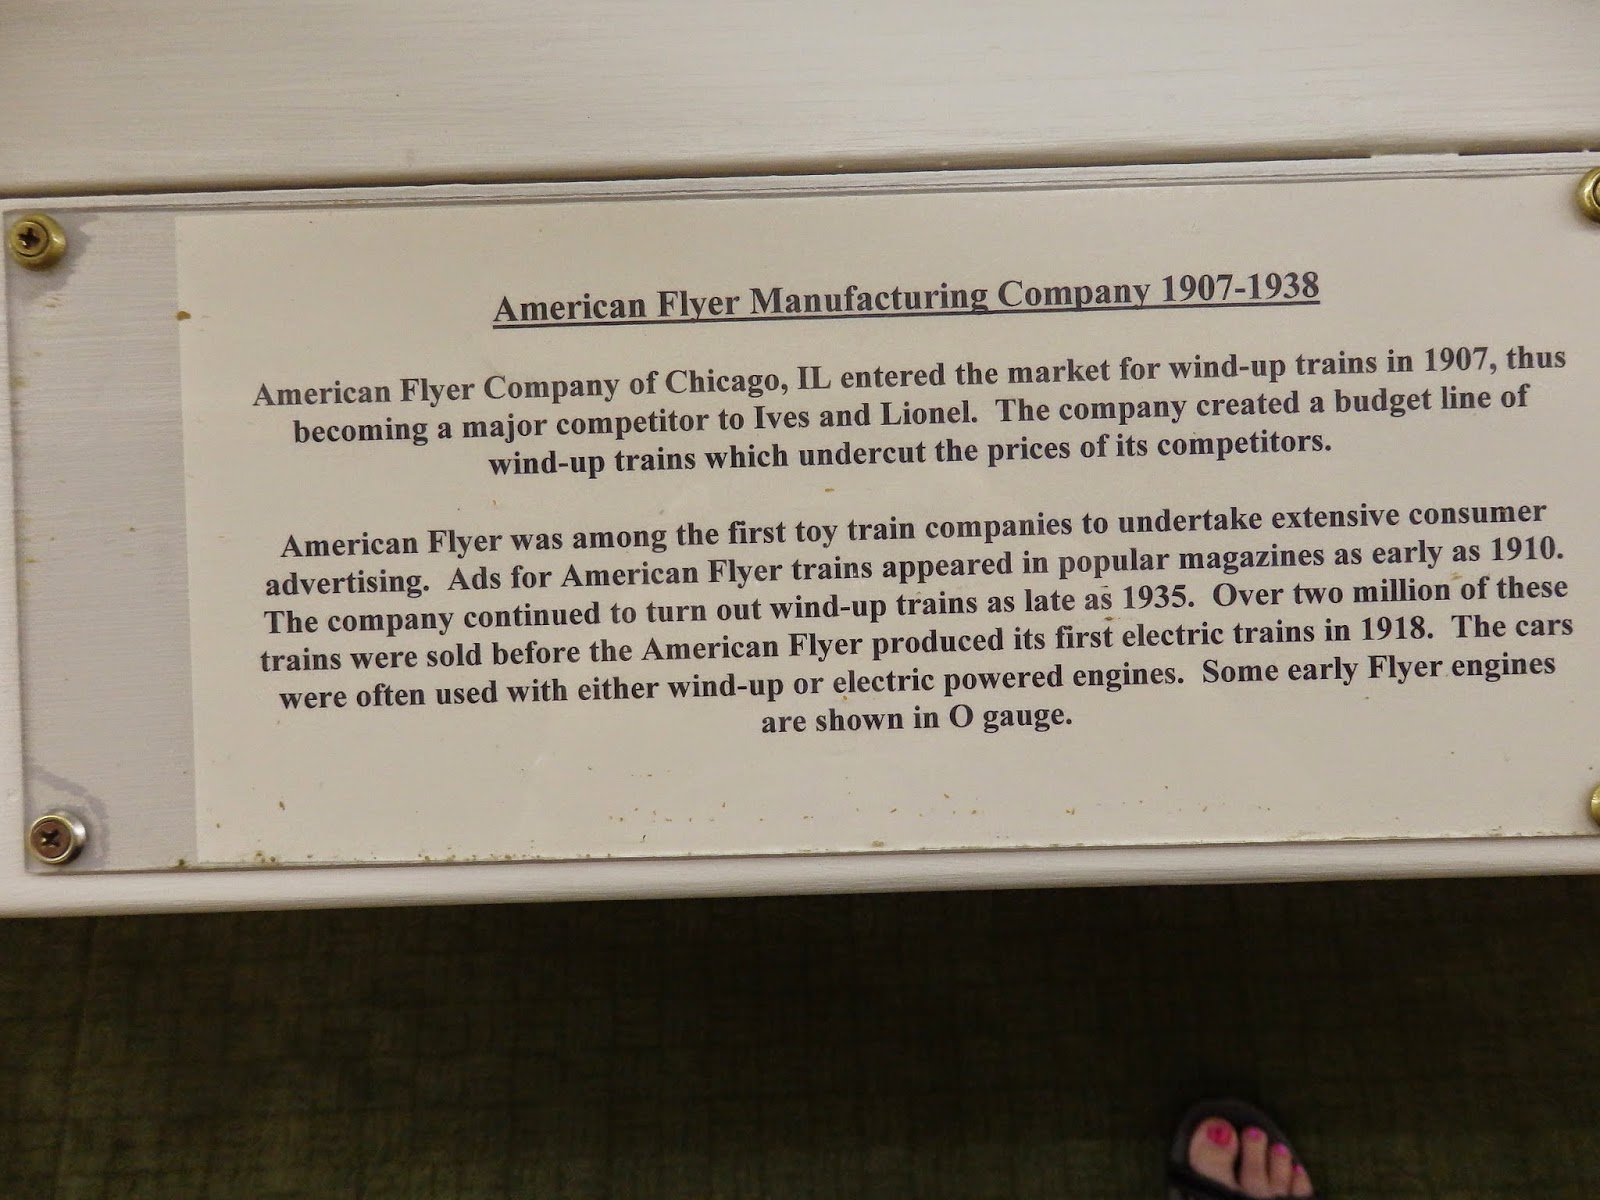 American Flyer Manufacturing Company 1907-1938
American Flyer Company of Chicago, IL entered the market for wind-up trains in 1907, thus
becoming a major competitor to Ives and Lionel. The company created a budget line of
wind-up trains which undercut the prices of its competitors.
American Flyer was among the first toy train companies to undertake extensive consumer
advertising. Ads for American Flyer trains appeared in popular magazines as early as 1910.
The company continued to turn out wind-up trains as late as 1935. Over two million of these
trains were sold before the American Flyer produced its first electric trains in 1918. The cars
were often used with either wind-up or electric powered engines. Some early Flyer engines
are shown in O gauge.